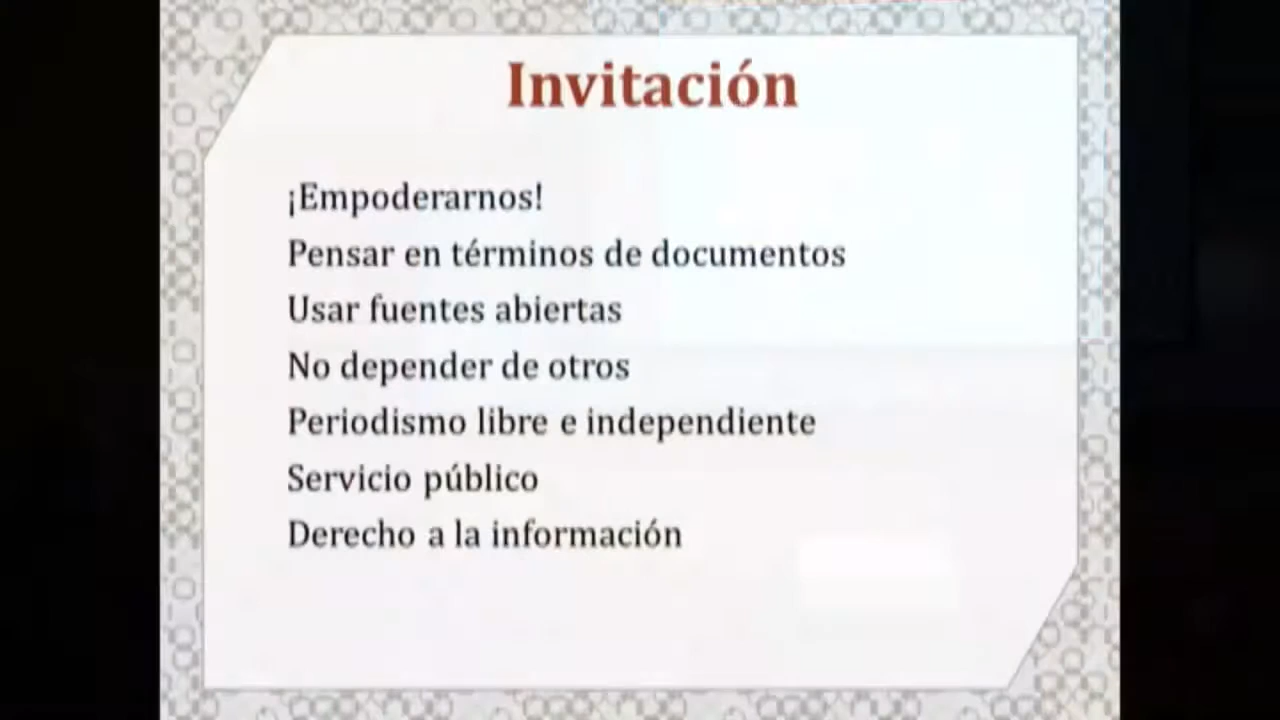 Invitación
¡Empoderarnos!
Pensar en términos de documentos
Usar fuentes abiertas
No depender de otros
Periodismo libre e independiente
Servicio público
Derecho a la información